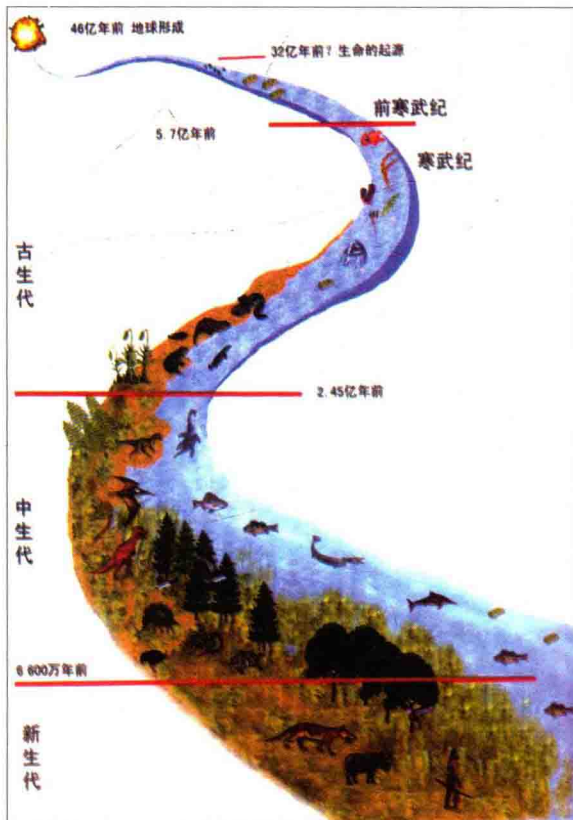 46亿年前 地球形成
32亿年前？生命的起源
前寒武纪
5.7亿年前
寒武纪
古生代
2.45亿年前
中生代
6 600万年前
新生代